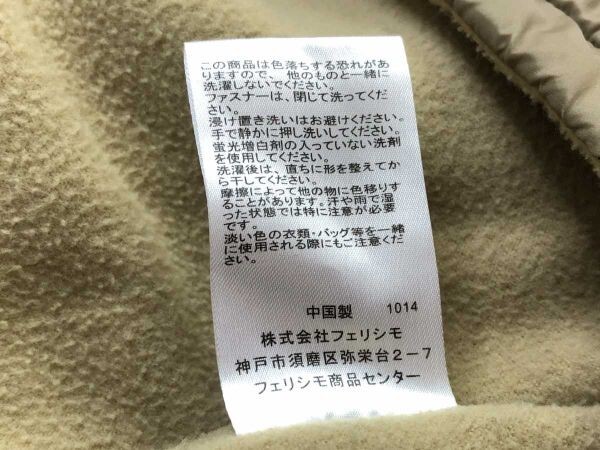 この商品は色落ちする恐れがあ
りますので、他のものと一緒に
洗濯しないでください。
ファスナーは、閉じて洗ってくだ
さい。
浸け置き洗いはお避けください。
手で静かに押し洗いしてください。
蛍光増白剤の入っていない洗剤
を使用してください。
洗濯後は、直ちに形を整えてか
ら干してください。
摩擦によって他の物に色移りす
ることがあります。汗や雨で湿
った状態では特に注意が必要
です。
淡い色の衣類・バッグ等を一緒
に使用される際にもご注意くだ
さい。
中国製 1014
株式会社フェリシモ
神戸市須磨区弥栄台2-7
フェリシモ商品センター